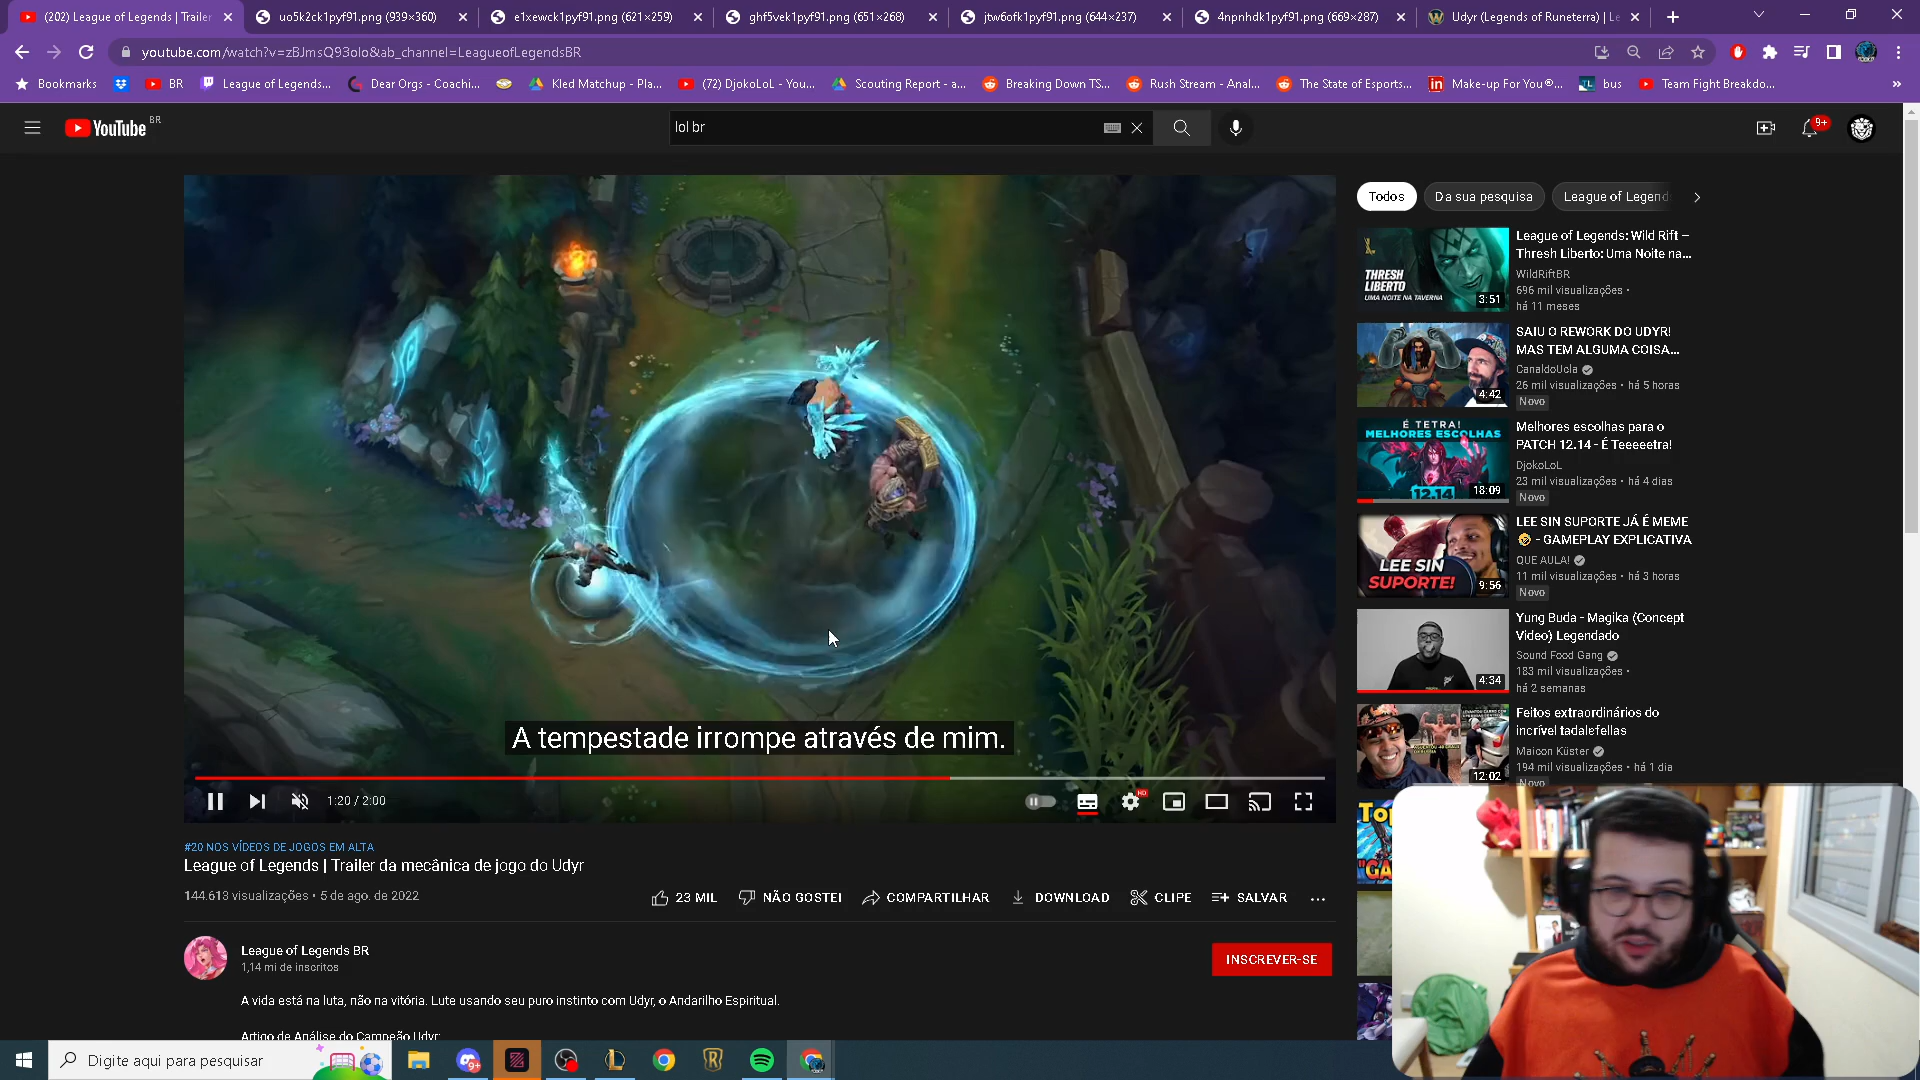 (202) League of Legends | Trailer
uo5k2ck1pyf91.png (939×360)
e1xewck1pyf91.png (621×259)
ghf5vek1pyf91.png (651×268)
jtw6ofk1pyf91.png (644×237)
4npnhdk1pyf91.png (669×287)
Udyr (Legends of Runeterra) | Le
youtube.com/watch?v=zBJmsQ93oIo&ab_channel=LeagueofLegendsBR
Bookmarks
BR
League of Legends...
Dear Orgs - Coachi...
Kled Matchup - Pla...
(72) DjokoLoL - You...
Scouting Report - a...
Breaking Down TS...
Rush Stream - Anal...
The State of Esports...
Make-up For You®...
bus
Team Fight Breakdo...
YouTube BR
lol br
9+
Todos
Da sua pesquisa
League of Legend
THRESH
LIBERTO
UMA NOITE NA TAVERNA
3:51
League of Legends: Wild Rift –
Thresh Liberto: Uma Noite na...
WildRiftBR
696 mil visualizações •
há 11 meses
4:42
SAIU O REWORK DO UDYR!
MAS TEM ALGUMA COISA...
CanaldoUcla
26 mil visualizações • há 5 horas
Novo
É TETRA!
MELHORES ESCOLHAS
12.14
18:09
Melhores escolhas para o
PATCH 12.14 - É Teeeeetra!
DjokoLoL
23 mil visualizações • há 4 dias
Novo
LEE SIN
SUPORTE!
9:56
LEE SIN SUPORTE JÁ É MEME
🤣 - GAMEPLAY EXPLICATIVA
QUE AULA!
11 mil visualizações • há 3 horas
Novo
4:34
Yung Buda - Magika (Concept
Video) Legendado
Sound Food Gang
183 mil visualizações •
há 2 semanas
12:02
Feitos extraordinários do
incrível tadalafellas
Maicon Küster
194 mil visualizações • há 1 dia
Novo
A tempestade irrompe através de mim.
1:20 / 2:00
HD
#20 NOS VÍDEOS DE JOGOS EM ALTA
League of Legends | Trailer da mecânica de jogo do Udyr
144.613 visualizações • 5 de ago. de 2022
23 MIL
NÃO GOSTEI
COMPARTILHAR
DOWNLOAD
CLIPE
SALVAR
League of Legends BR
1,14 mi de inscritos
INSCREVER-SE
A vida está na luta, não na vitória. Lute usando seu puro instinto com Udyr, o Andarilho Espiritual.
Artigo de Análise do Campeão Udyr:
Digite aqui para pesquisar
9+